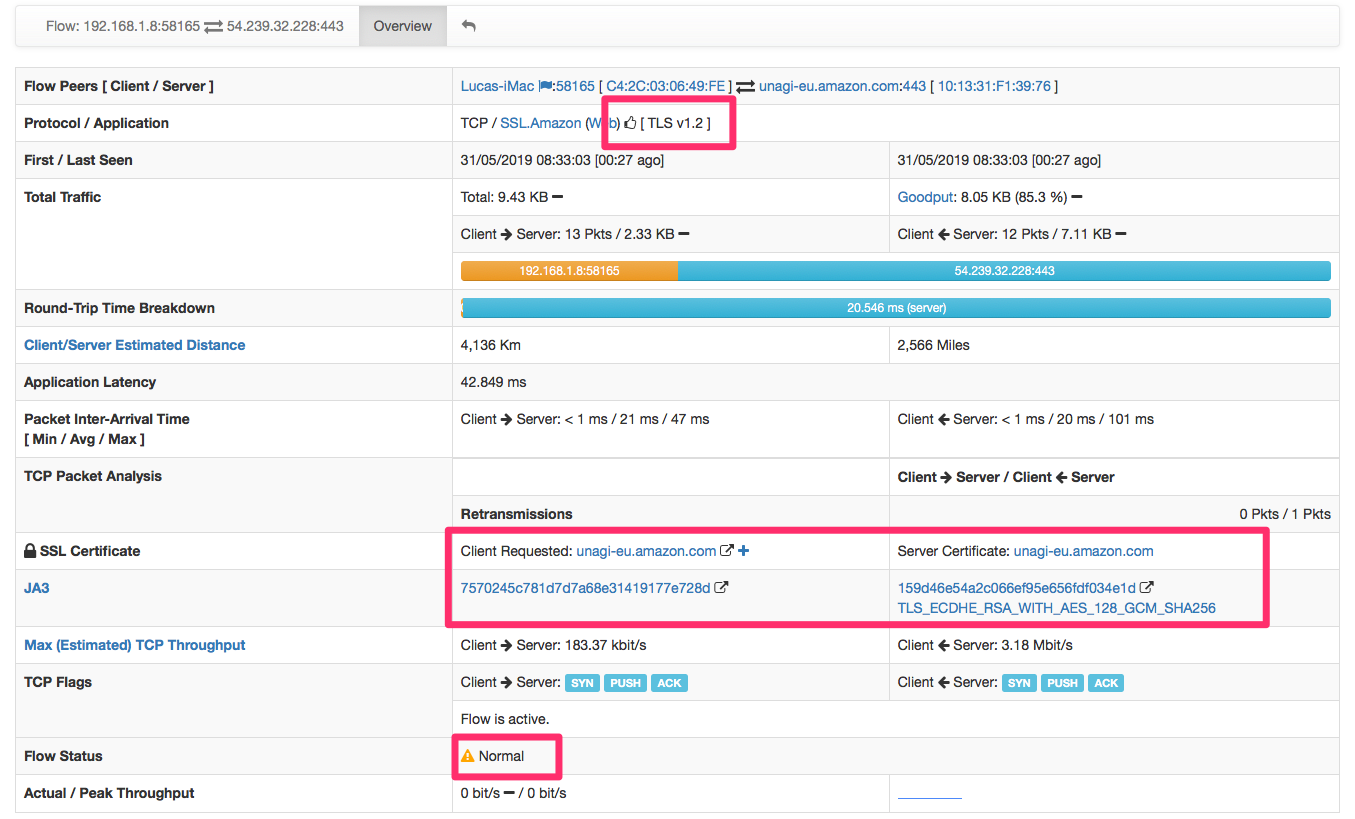 Flow: 192.168.1.8:58165 ⇄ 54.239.32.228:443 Overview
Flow Peers [ Client / Server ] Lucas-iMac :58165 [ C4:2C:03:06:49:FE ] ⇄ unagi-eu.amazon.com:443 [ 10:13:31:F1:39:76 ]
Protocol / Application TCP / SSL.Amazon (Web) [ TLS v1.2 ]
First / Last Seen 31/05/2019 08:33:03 [00:27 ago] 31/05/2019 08:33:03 [00:27 ago]
Total Traffic Total: 9.43 KB — Goodput: 8.05 KB (85.3 %) —
Client → Server: 13 Pkts / 2.33 KB — Client ← Server: 12 Pkts / 7.11 KB —
192.168.1.8:58165 54.239.32.228:443
Round-Trip Time Breakdown 20.546 ms (server)
Client/Server Estimated Distance 4,136 Km 2,566 Miles
Application Latency 42.849 ms
Packet Inter-Arrival Time Client → Server: < 1 ms / 21 ms / 47 ms Client ← Server: < 1 ms / 20 ms / 101 ms
[ Min / Avg / Max ]
TCP Packet Analysis Client → Server / Client ← Server
Retransmissions 0 Pkts / 1 Pkts
SSL Certificate Client Requested: unagi-eu.amazon.com + Server Certificate: unagi-eu.amazon.com
JA3 7570245c781d7d7a68e31419177e728d 159d46e54a2c066ef95e656fdf034e1d
TLS_ECDHE_RSA_WITH_AES_128_GCM_SHA256
Max (Estimated) TCP Throughput Client → Server: 183.37 kbit/s Client ← Server: 3.18 Mbit/s
TCP Flags Client → Server: SYN PUSH ACK Client ← Server: SYN PUSH ACK
Flow is active.
Flow Status Normal
Actual / Peak Throughput 0 bit/s — / 0 bit/s